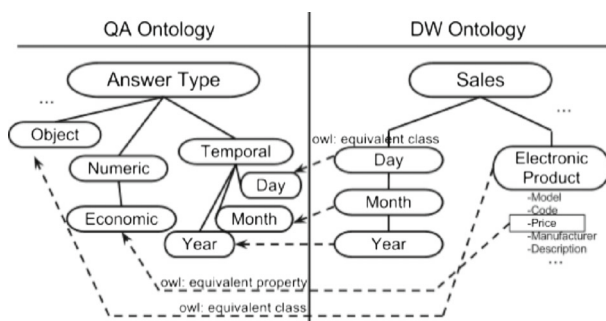 QA Ontology
DW Ontology
Answer Type
Sales
...
...
Object
Numeric
Temporal
owl: equivalent class
Day
Electronic
Product
Day
Economic
Month
Month
-Model
-Code
-Price
-Manufacturer
-Description
...
Year
Year
owl: equivalent property
owl: equivalent class